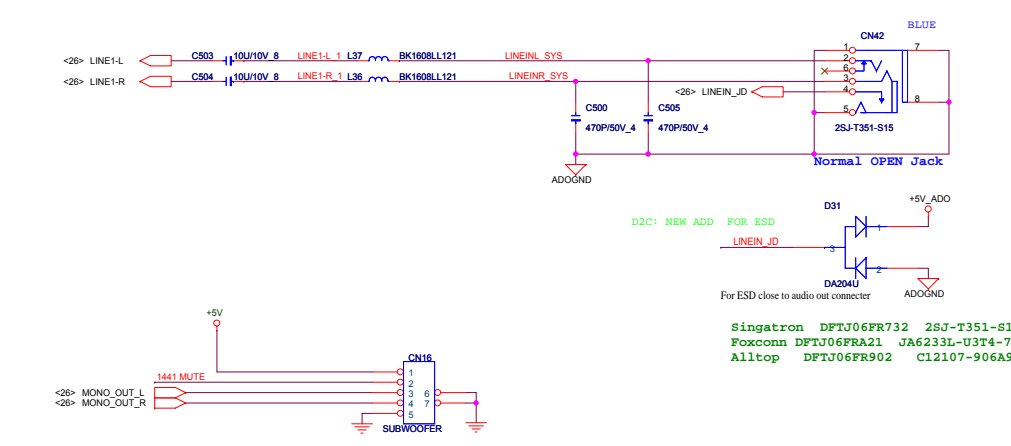 BLUE
CN42
<26> LINE1-L
C503
10U/10V_8
LINE1-L_1
L37
BK1608LL121
LINEINL_SYS
1
2
6
3
4
5
7
8
<26> LINE1-R
C504
10U/10V_8
LINE1-R_1
L36
BK1608LL121
LINEINR_SYS
<26> LINEIN_JD
C500
470P/50V_4
C505
470P/50V_4
2SJ-T351-S15
Normal OPEN Jack
ADOGND
D31
+5V_ADO
D2C: NEW ADD FOR ESD
LINEIN_JD
3
1
2
DA204U
ADOGND
For ESD close to audio out connecter
Singatron DFTJ06FR732 2SJ-T351-S1
Foxconn DFTJ06FRA21 JA6233L-U3T4-7
Alltop DFTJ06FR902 C12107-906A9
+5V
CN16
1441 MUTE
<26> MONO_OUT_L
<26> MONO_OUT_R
1
2
3
4
5
6
7
SUBWOOFER